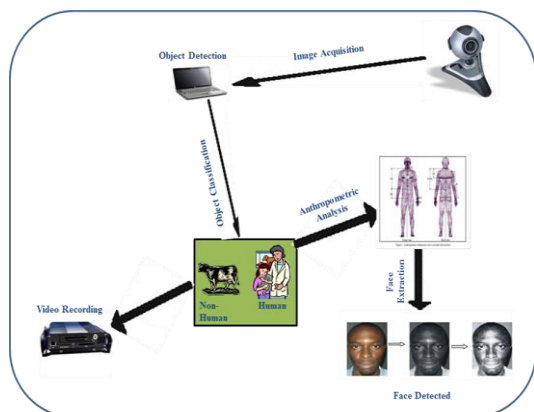 Object Detection
Image Acquisition
Object Classification
Anthropometric
Analysis
Non-
Human
Human
Face
Extraction
Video Recording
Face Detected